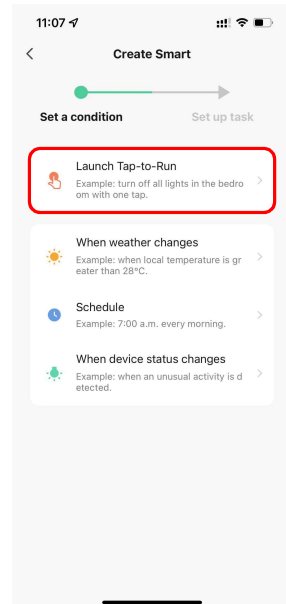 11:07
Create Smart
Set a condition
Set up task
Launch Tap-to-Run
Example: turn off all lights in the bedro
om with one tap.
When weather changes
Example: when local temperature is gr
eater than 28°C.
Schedule
Example: 7:00 a.m. every morning.
When device status changes
Example: when an unusual activity is d
etected.